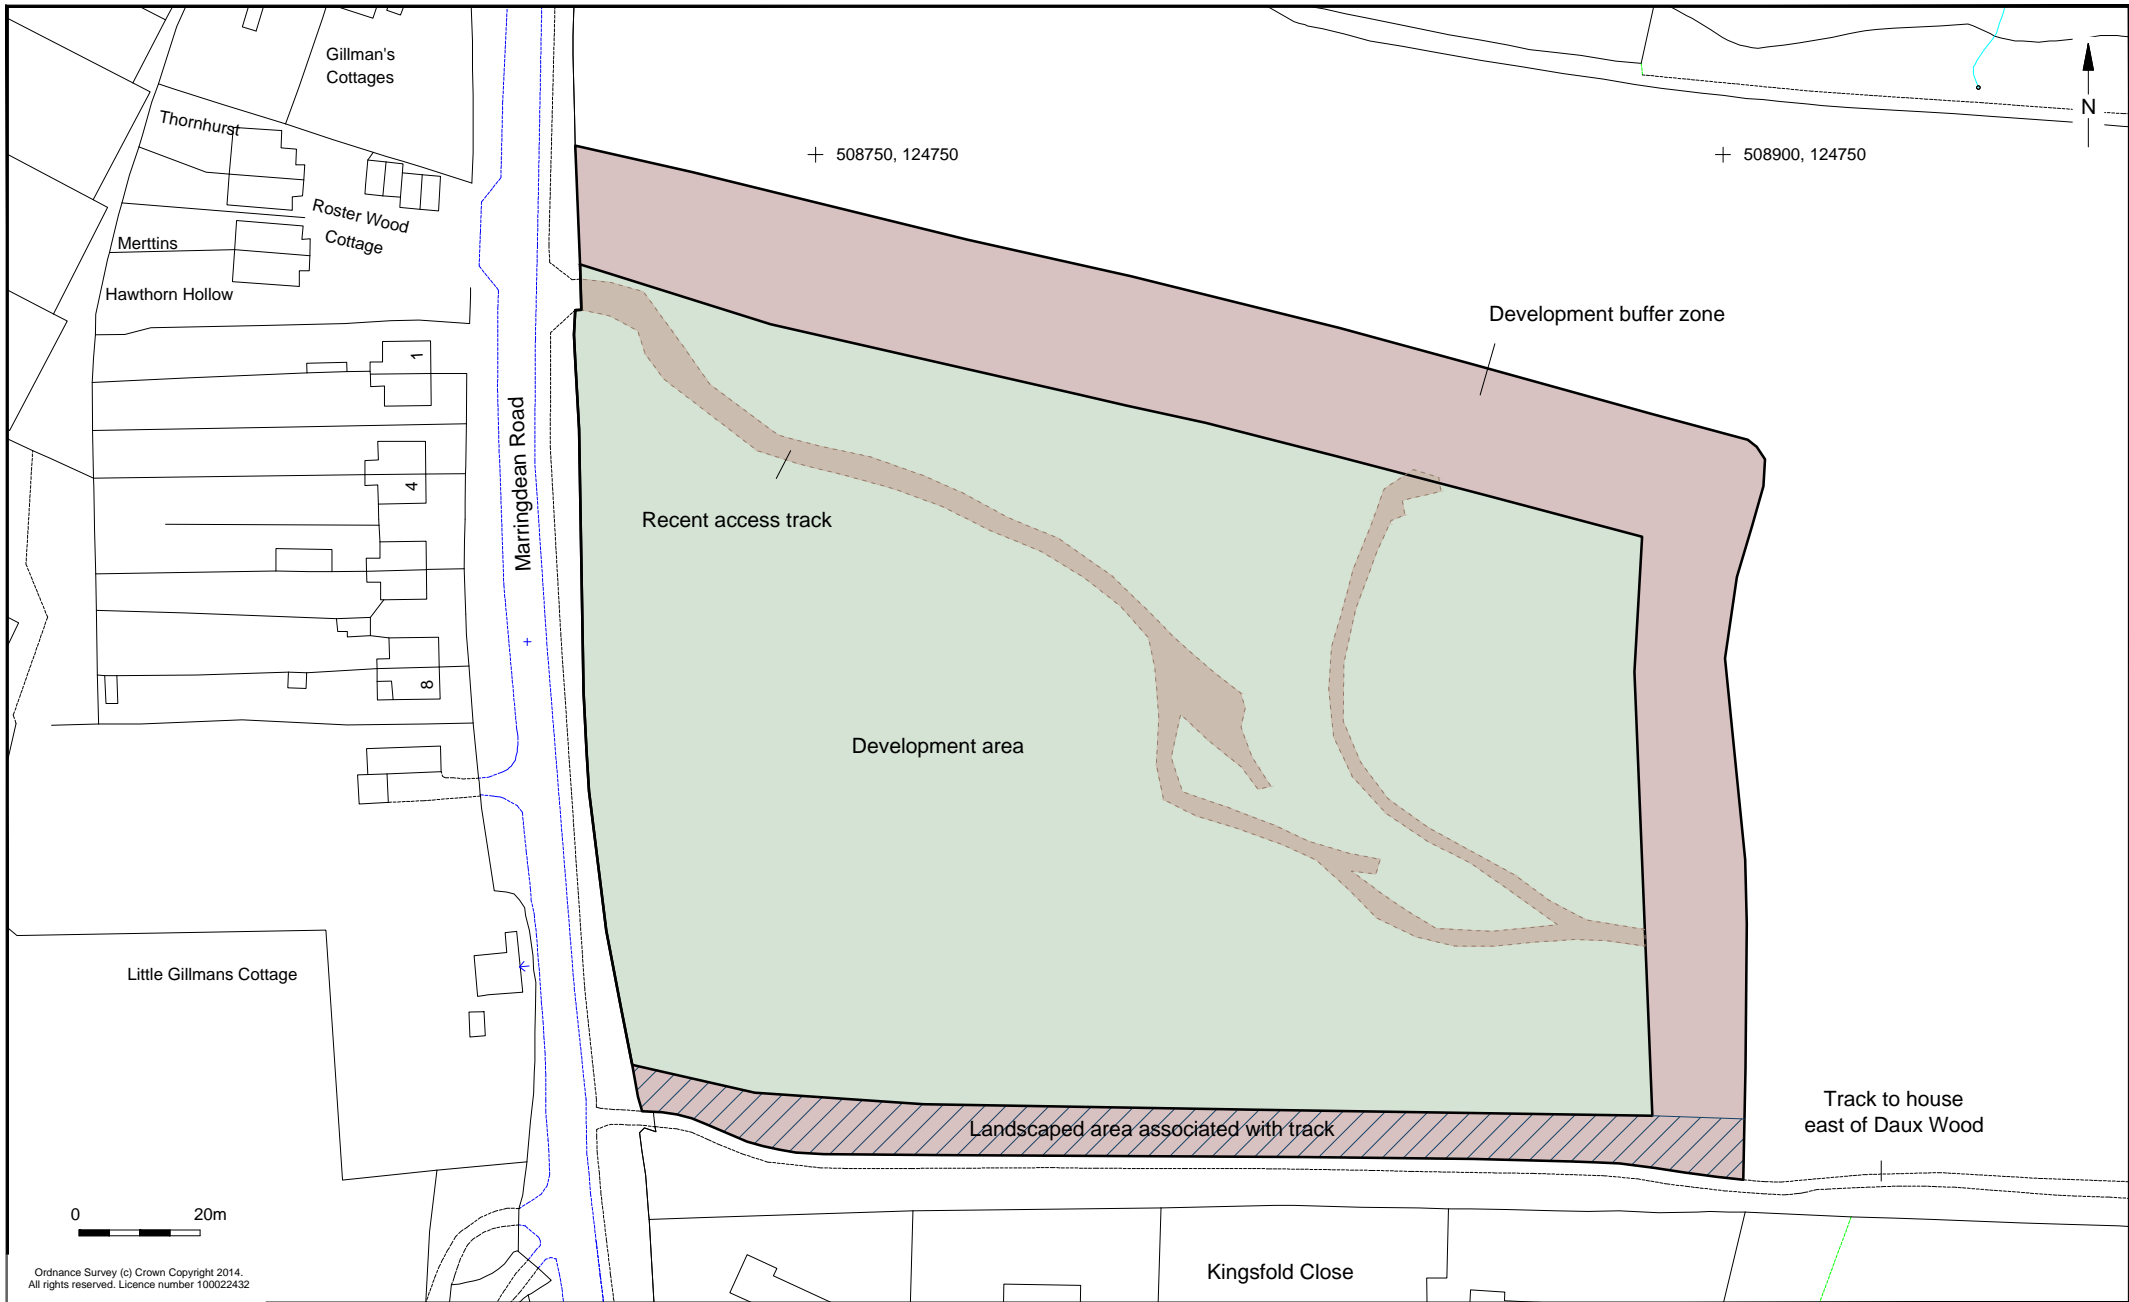 Gillman's
Cottages
Thornhurst
N
508750, 124750
508900, 124750
Roster Wood
Cottage
Merttins
Hawthorn Hollow
Development buffer zone
1
Marringdean Road
4
Recent access track
8
Development area
Little Gillmans Cottage
Track to house
east of Daux Wood
Landscaped area associated with track
0 20m
Kingsfold Close
Ordnance Survey (c) Crown Copyright 2014.
All rights reserved. Licence number 100022432